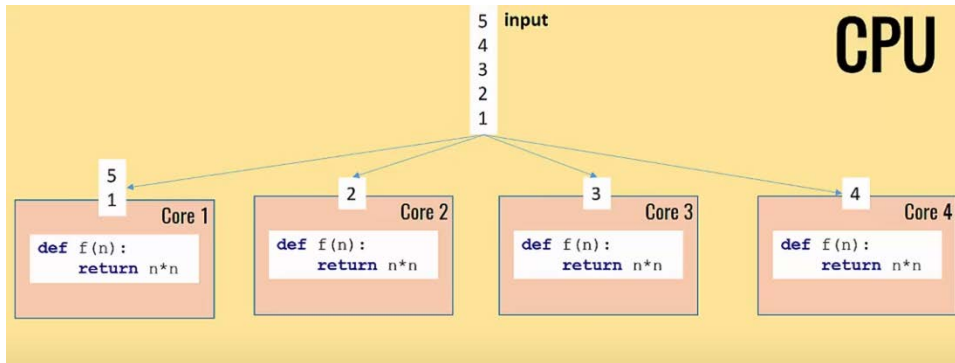 5 input
4
3
2
1
CPU
5
1
Core 1
def f(n):
    return n*n
2
Core 2
def f(n):
    return n*n
3
Core 3
def f(n):
    return n*n
4
Core 4
def f(n):
    return n*n